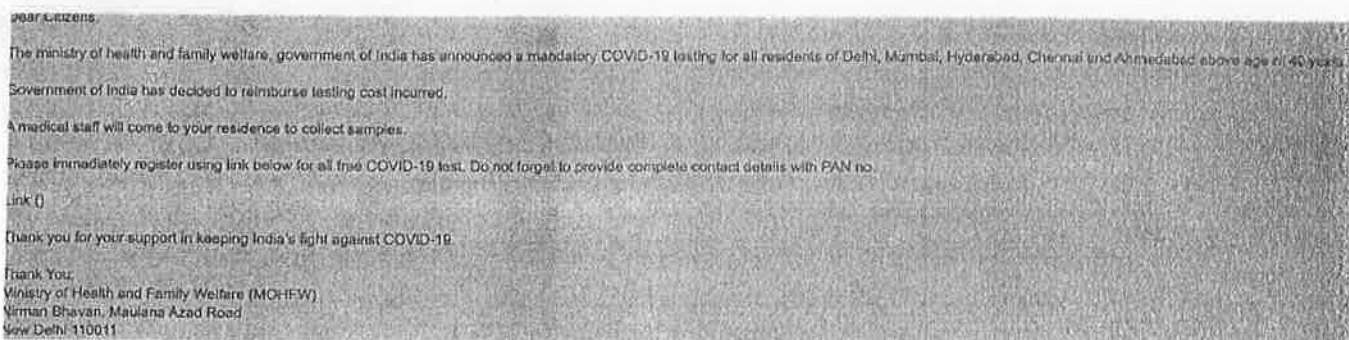 Dear Citizens,
The ministry of health and family welfare, government of India has announced a mandatory COVID-19 testing for all residents of Delhi, Mumbai, Hyderabad, Chennai and Ahmedabad above age of 40 years.
Government of India has decided to reimburse testing cost incurred.
A medical staff will come to your residence to collect samples.
Please immediately register using link below for all free COVID-19 test. Do not forget to provide complete contact details with PAN no.
Link ()
Thank you for your support in keeping India's fight against COVID-19.
Thank You,
Ministry of Health and Family Welfare (MOHFW)
Nirman Bhavan, Maulana Azad Road
New Delhi 110011